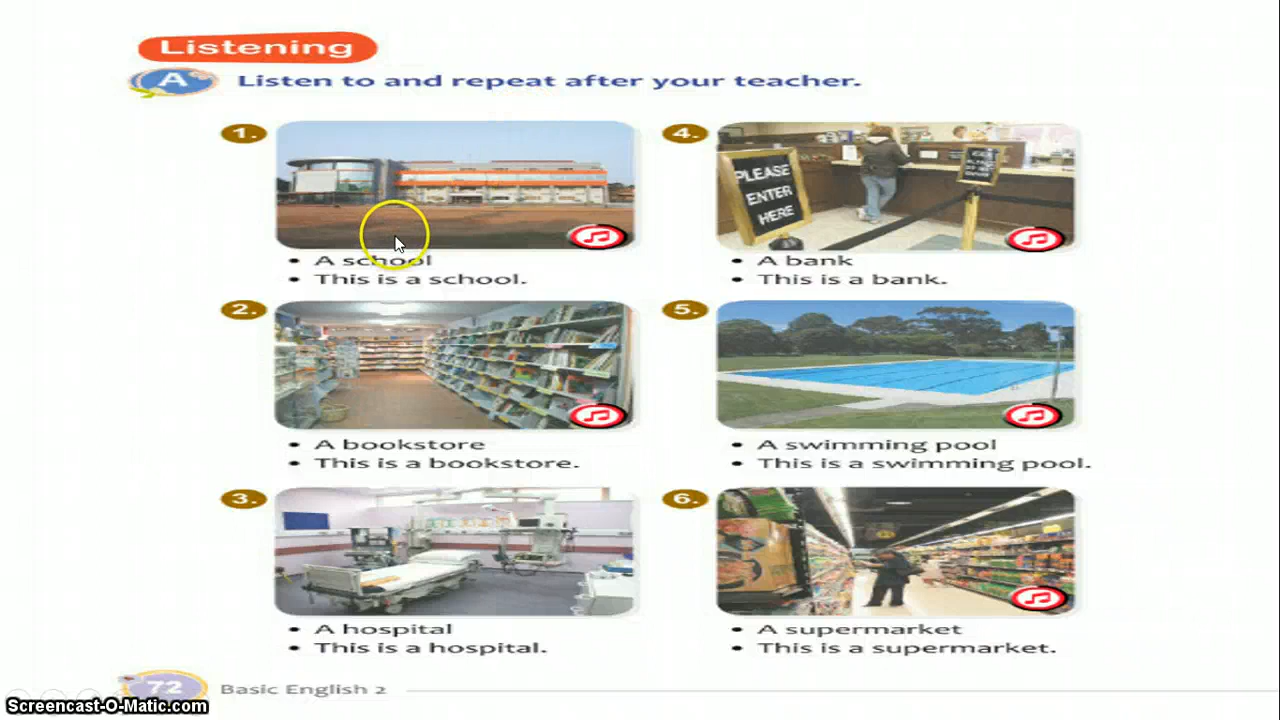 Listening
A Listen to and repeat after your teacher.
1.
• A school
• This is a school.
2.
• A bookstore
• This is a bookstore.
3.
• A hospital
• This is a hospital.
4.
PLEASE
ENTER
HERE
• A bank
• This is a bank.
5.
• A swimming pool
• This is a swimming pool.
6.
• A supermarket
• This is a supermarket.
72 Basic English 2
Screencast-O-Matic.com